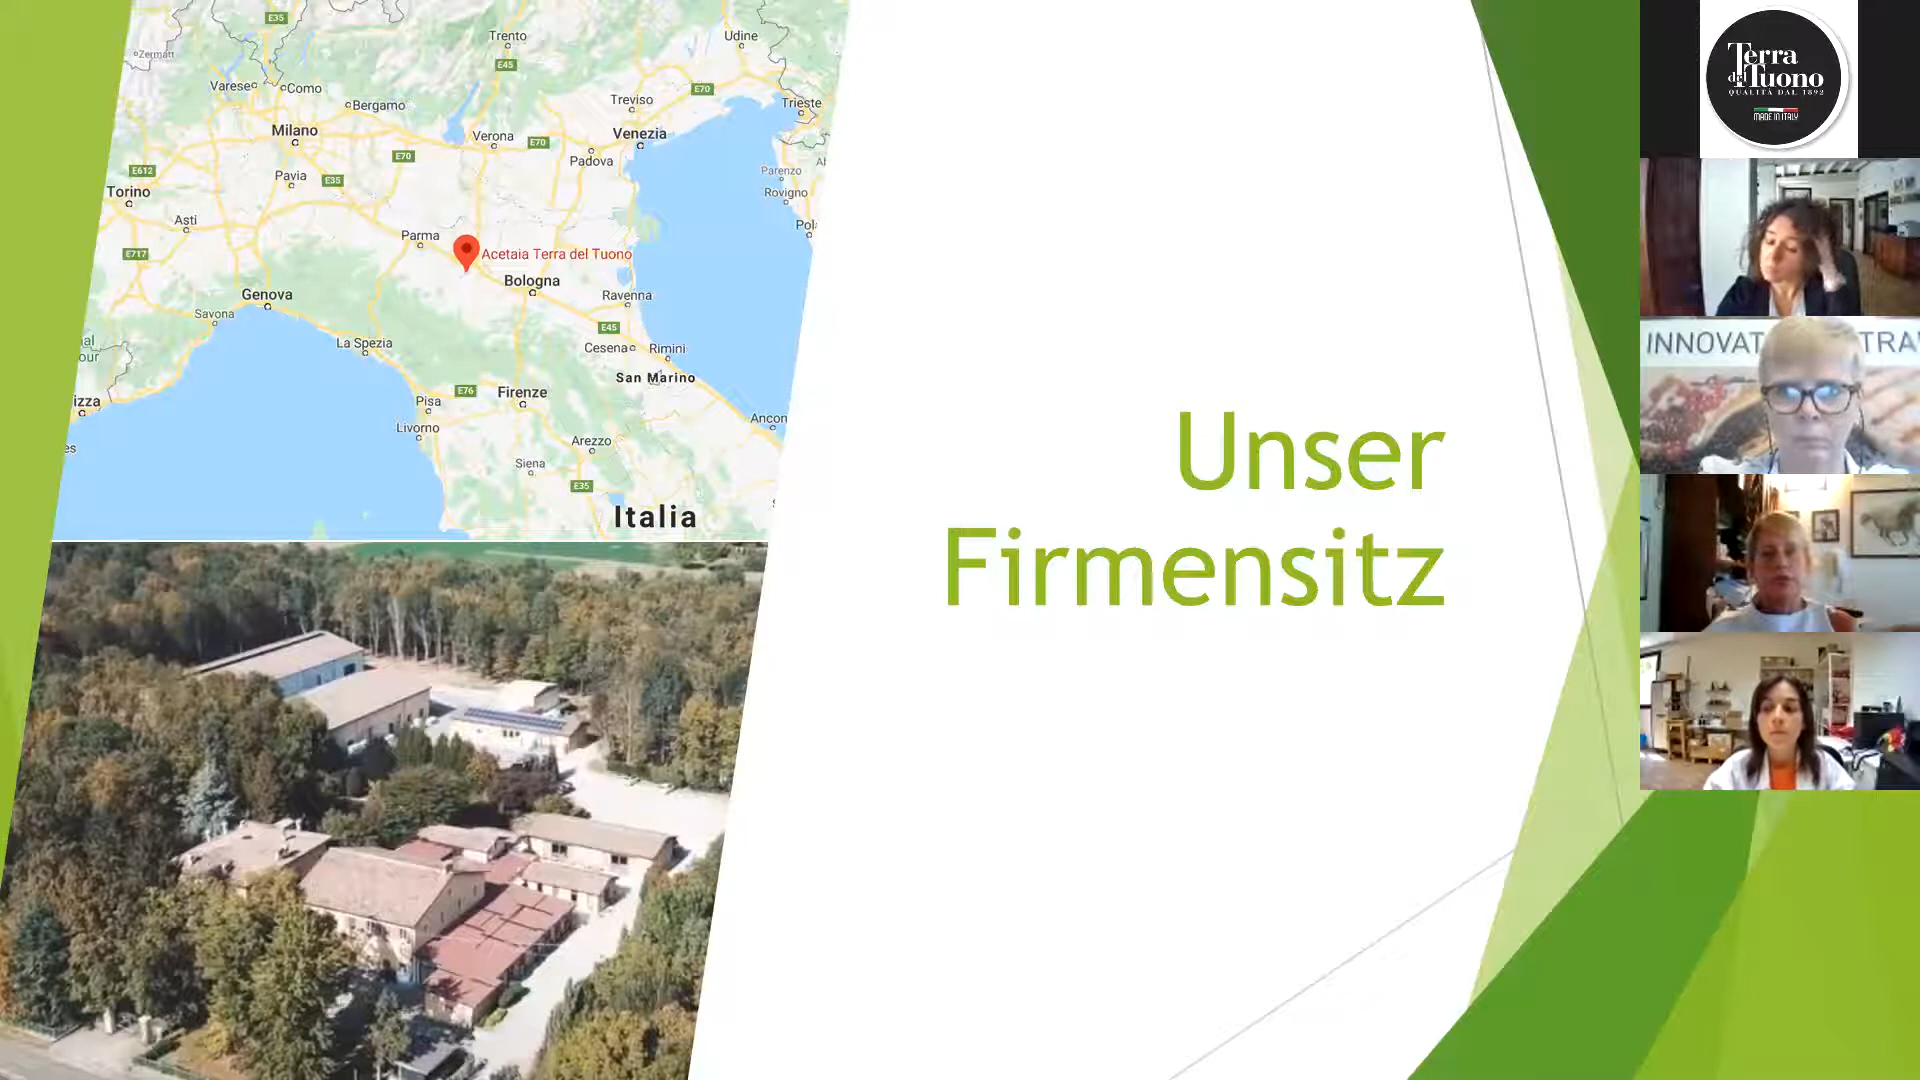 E35
Trento
Udine
Zermatt
E45
Varese
Como
E70
Bergamo
Treviso
Trieste
Milano
Verona
E70
Venezia
E70
Padova
E612
Pavia
E35
Parenzo
Torino
Rovigno
Asti
Parma
E717
Acetaia Terra del Tuono
Bologna
Genova
Ravenna
Savona
E45
La Spezia
Cesena
Rimini
San Marino
E76
Firenze
Pisa
Livorno
Arezzo
Siena
E35
Italia
Unser
Firmensitz
Terra
del Tuono
QUALITÀ DAL 1892
MADE IN ITALY